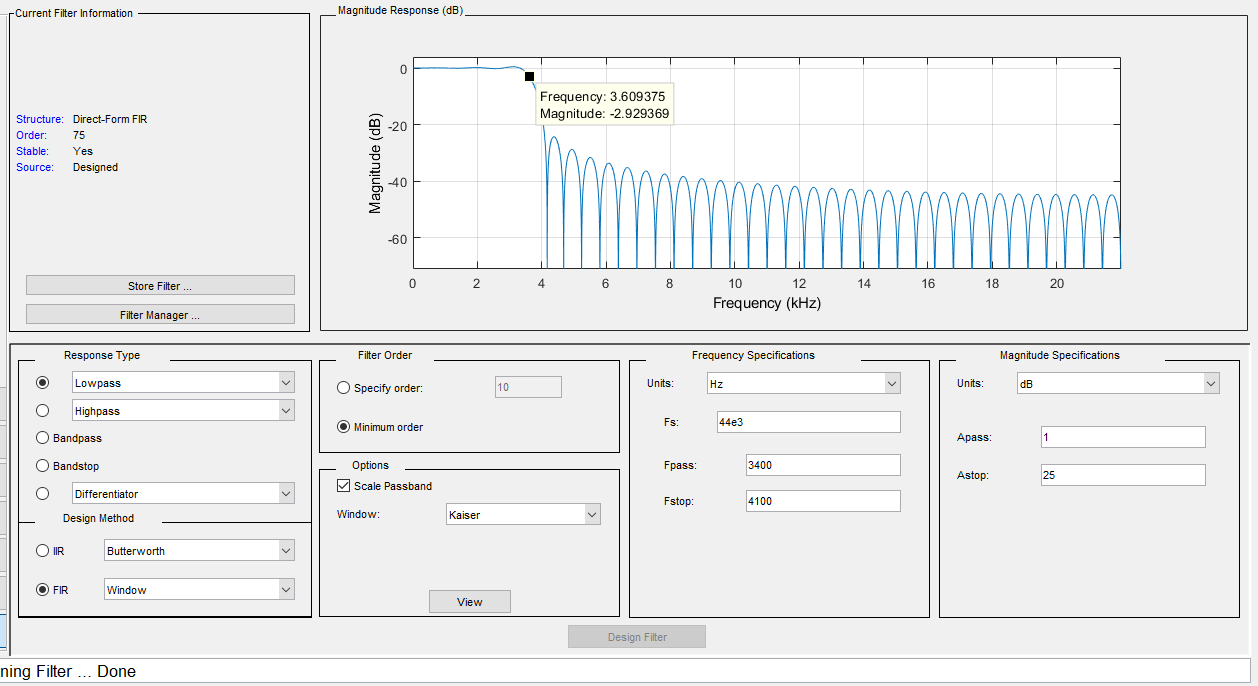 Current Filter Information
Structure: Direct-Form FIR
Order: 75
Stable: Yes
Source: Designed
Store Filter ...
Filter Manager ...
Magnitude Response (dB)
Magnitude (dB)
0
-20
-40
-60
Frequency: 3.609375
Magnitude: -2.929369
0 2 4 6 8 10 12 14 16 18 20
Frequency (kHz)
Response Type
Lowpass
Highpass
Bandpass
Bandstop
Differentiator
Design Method
IIR Butterworth
FIR Window
Filter Order
Specify order: 10
Minimum order
Options
Scale Passband
Window: Kaiser
View
Frequency Specifications
Units: Hz
Fs: 44e3
Fpass: 3400
Fstop: 4100
Magnitude Specifications
Units: dB
Apass: 1
Astop: 25
Design Filter
ning Filter ... Done